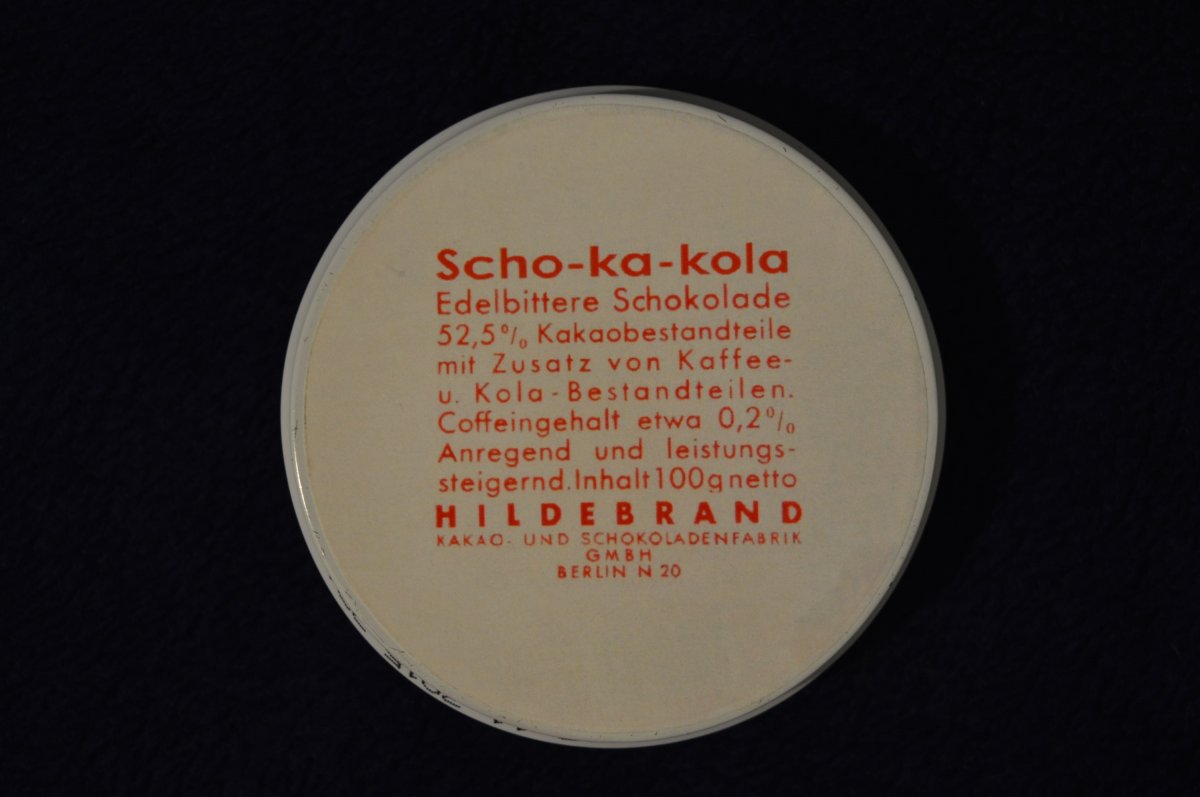 Scho-ka-kola
Edelbittere Schokolade
52,5% Kakaobestandteile
mit Zusatz von Kaffee-
u. Kola-Bestandteilen.
Coffeingehalt etwa 0,2%
Anregend und leistungs-
steigernd. Inhalt 100g netto
HILDEBRAND
KAKAO- UND SCHOKOLADENFABRIK
GMBH
BERLIN N 20